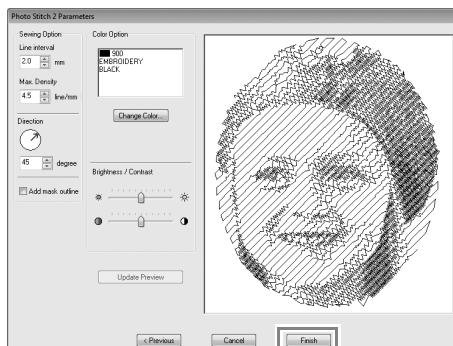 Photo Stitch 2 Parameters
Sewing Option
Line interval
2.0 mm
Max. Density
4.5 line/mm
Direction
45 degree
Add mask outline
Color Option
900
EMBROIDERY
BLACK
Change Color...
Brightness / Contrast
Update Preview
< Previous
Cancel
Finish